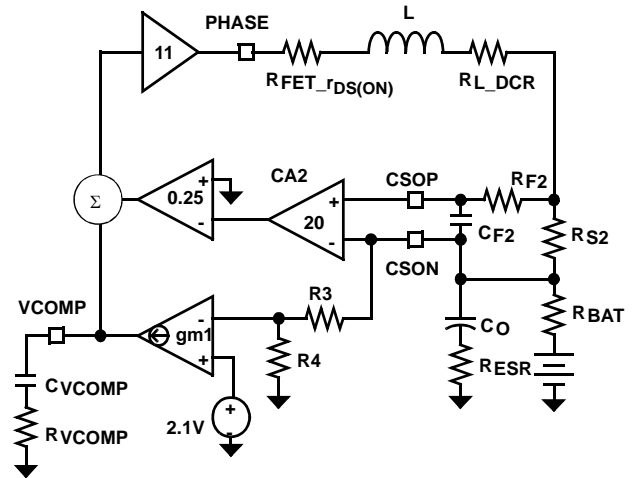 PHASE
L
11
RFET_rDS(ON)
RL_DCR
CA2
CSOP
RF2
0.25
+
-
20
+
-
Σ
CF2
RS2
CSON
VCOMP
R3
gm1
-
+
R4
CO
RBAT
RESR
CVCOMP
RVCOMP
2.1V
+
-